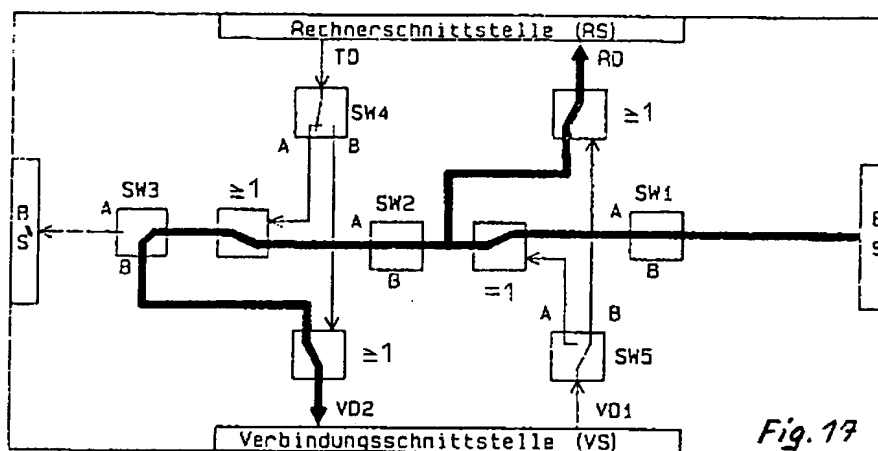 Rechnerschnittstelle (RS)
TD
RD
SW4
≥1
A
B
SW3
≥1
SW2
SW1
B
S
A
A
A
E
S
B
B
=1
B
A
B
≥1
SW5
VD2
VD1
Verbindungsschnittstelle (VS)
Fig. 17